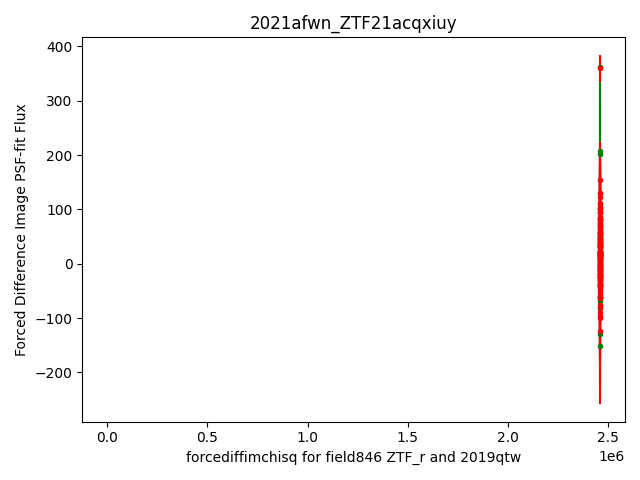 2021afwn_ZTF21acqxiuy
Forced Difference Image PSF-fit Flux
400
300
200
100
0
−100
−200
0.0 0.5 1.0 1.5 2.0 2.5
1e6
forcediffimchisq for field846 ZTF_r and 2019qtw